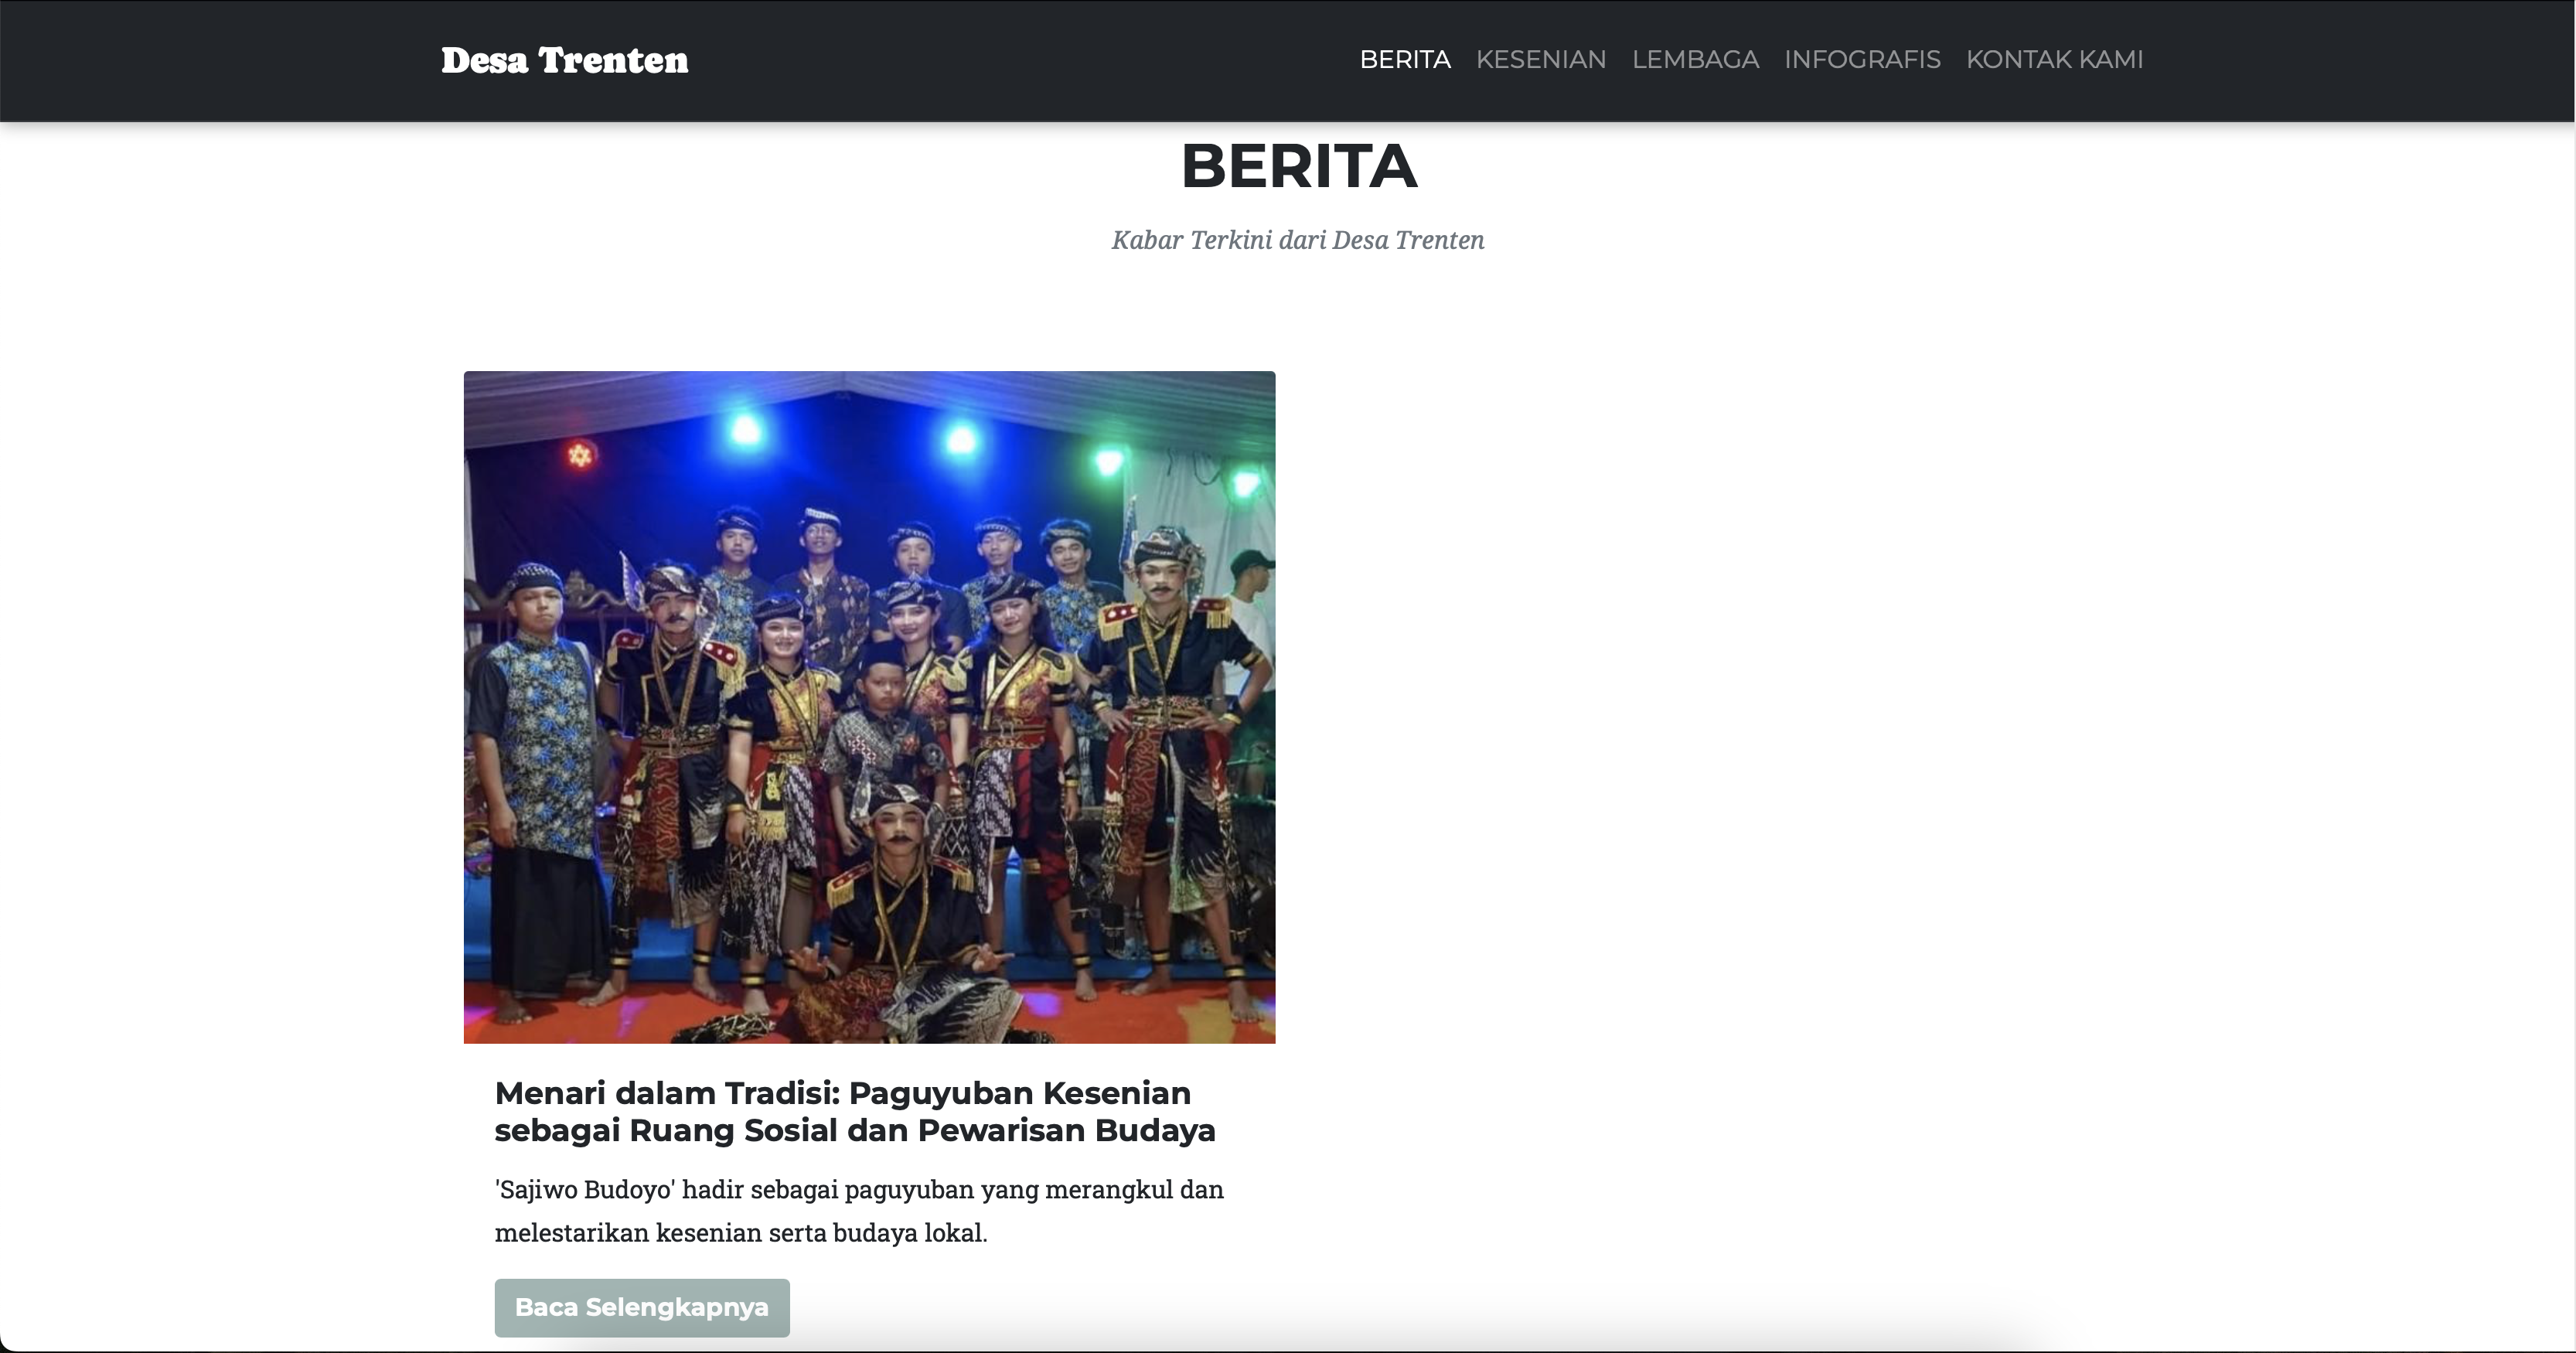 Desa Trenten
BERITA KESENIAN LEMBAGA INFOGRAFIS KONTAK KAMI
BERITA
Kabar Terkini dari Desa Trenten
Menari dalam Tradisi: Paguyuban Kesenian
sebagai Ruang Sosial dan Pewarisan Budaya
'Sajiwo Budoyo' hadir sebagai paguyuban yang merangkul dan
melestarikan kesenian serta budaya lokal.
Baca Selengkapnya